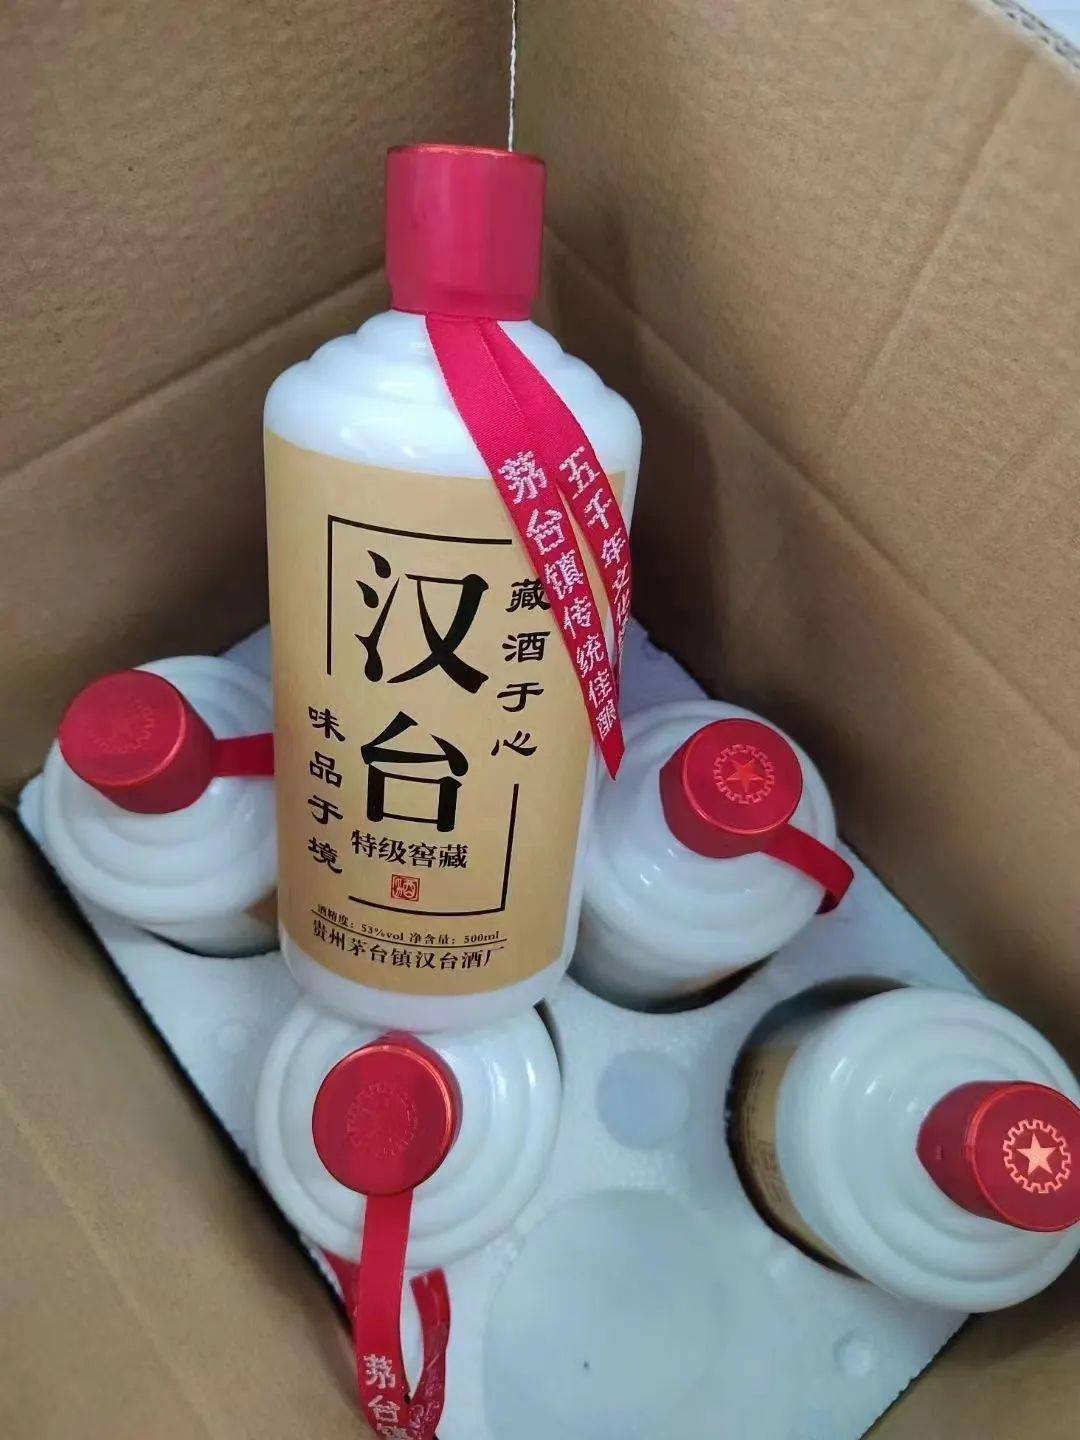 茅台镇传统佳酿
五千年文化
汉台
藏酒于心
味品于境
特级窖藏
酒
酒精度：53%vol 净含量：500ml
贵州茅台镇汉台酒厂
茅台镇